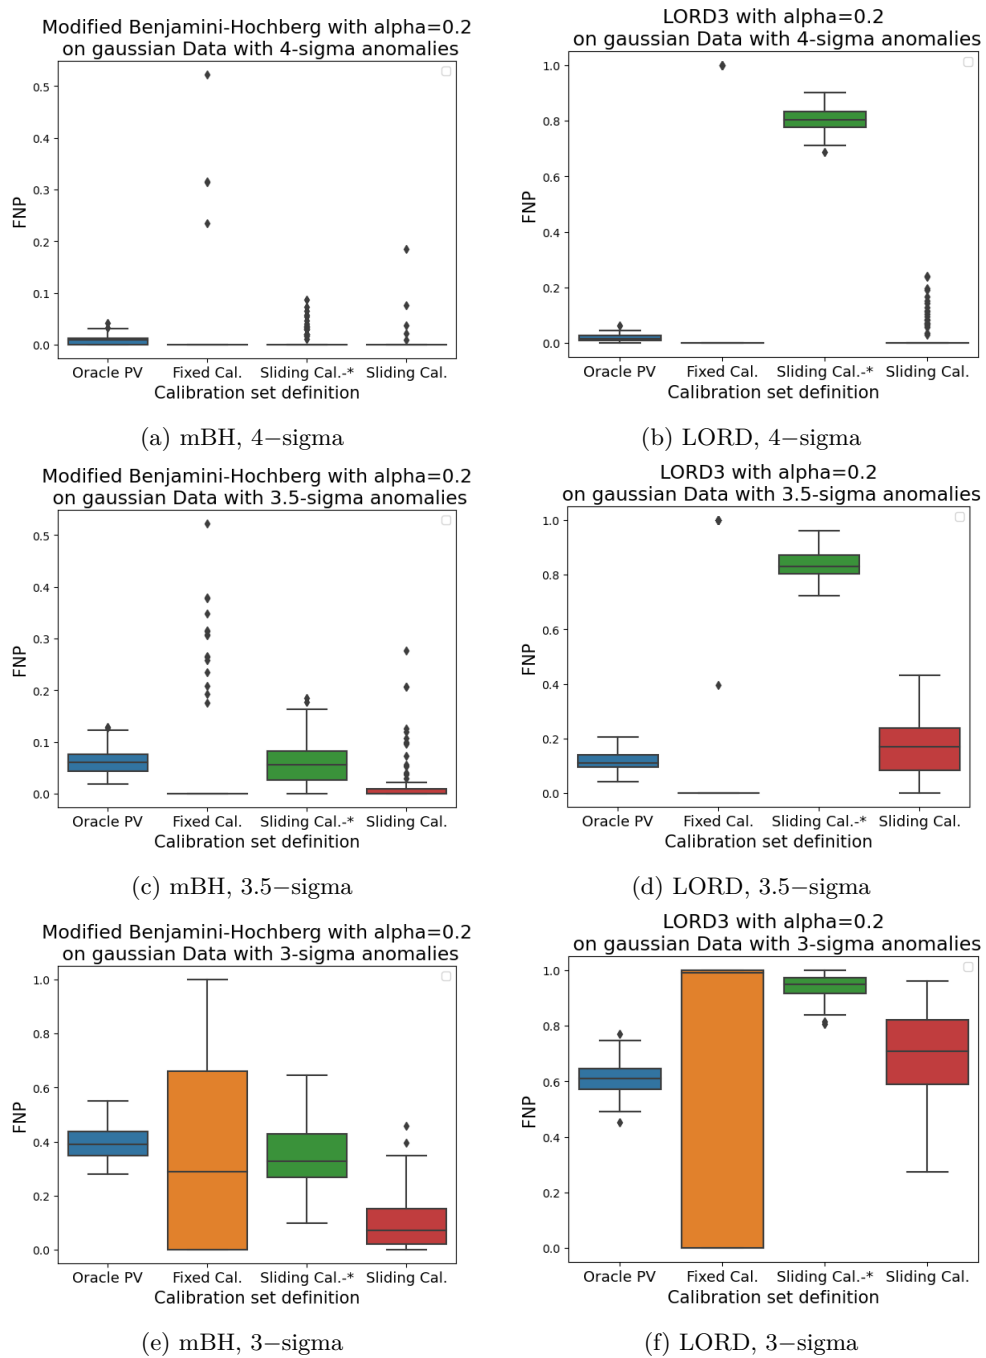 Modified Benjamini-Hochberg with alpha=0.2
on gaussian Data with 4-sigma anomalies
0.5
0.4
0.3
0.2
0.1
0.0
FNP
Oracle PV Fixed Cal. Sliding Cal.-* Sliding Cal.
Calibration set definition
(a) mBH, 4−sigma
LORD3 with alpha=0.2
on gaussian Data with 4-sigma anomalies
1.0
0.8
0.6
0.4
0.2
0.0
FNP
Oracle PV Fixed Cal. Sliding Cal.-* Sliding Cal.
Calibration set definition
(b) LORD, 4−sigma
Modified Benjamini-Hochberg with alpha=0.2
on gaussian Data with 3.5-sigma anomalies
0.5
0.4
0.3
0.2
0.1
0.0
FNP
Oracle PV Fixed Cal. Sliding Cal.-* Sliding Cal.
Calibration set definition
(c) mBH, 3.5−sigma
LORD3 with alpha=0.2
on gaussian Data with 3.5-sigma anomalies
1.0
0.8
0.6
0.4
0.2
0.0
FNP
Oracle PV Fixed Cal. Sliding Cal.-* Sliding Cal.
Calibration set definition
(d) LORD, 3.5−sigma
Modified Benjamini-Hochberg with alpha=0.2
on gaussian Data with 3-sigma anomalies
1.0
0.8
0.6
0.4
0.2
0.0
FNP
Oracle PV Fixed Cal. Sliding Cal.-* Sliding Cal.
Calibration set definition
(e) mBH, 3−sigma
LORD3 with alpha=0.2
on gaussian Data with 3-sigma anomalies
1.0
0.8
0.6
0.4
0.2
0.0
FNP
Oracle PV Fixed Cal. Sliding Cal.-* Sliding Cal.
Calibration set definition
(f) LORD, 3−sigma